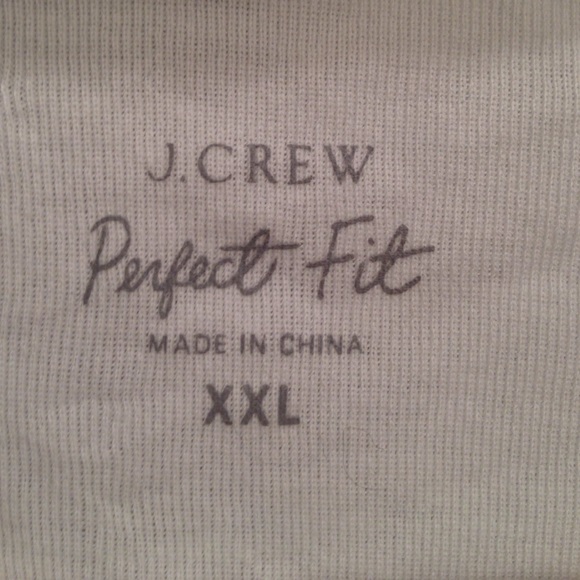 J.CREW
Perfect Fit
MADE IN CHINA
XXL